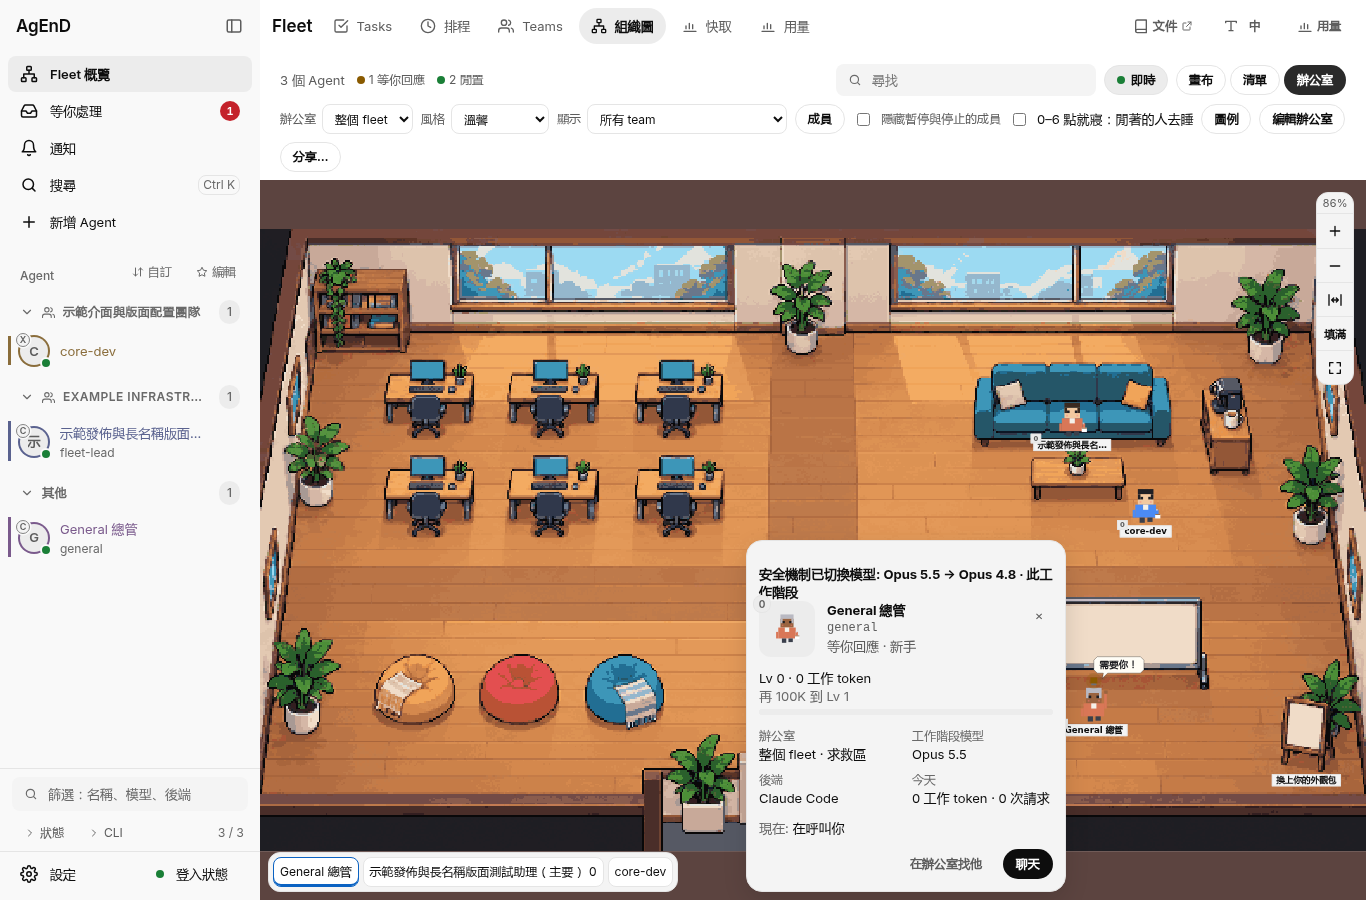 AgEnD
Fleet 概覽
等你處理
1
通知
搜尋
Ctrl K
新增 Agent
Agent
自訂
編輯
示範介面與版面配置團隊
1
X
C
core-dev
EXAMPLE INFRASTR...
1
C
示
示範發佈與長名稱版面...
fleet-lead
其他
1
C
G
General 總管
general
篩選：名稱、模型、後端
狀態
CLI
3 / 3
設定
登入狀態
Fleet
Tasks
排程
Teams
組織圖
快取
用量
文件
中
用量
3 個 Agent
1 等你回應
2 閒置
尋找
即時
畫布
清單
辦公室
辦公室
整個 fleet
風格
溫馨
顯示
所有 team
成員
隱藏暫停與停止的成員
0–6 點就寢：閒著的人去睡
圖例
編輯辦公室
分享...
86%
填滿
0
示範發佈與長名...
0
core-dev
安全機制已切換模型: Opus 5.5 → Opus 4.8 · 此工
作階段
0
General 總管
general
等你回應 · 新手
×
Lv 0 · 0 工作 token
再 100K 到 Lv 1
辦公室
整個 fleet · 求救區
工作階段模型
Opus 5.5
後端
Claude Code
今天
0 工作 token · 0 次請求
現在: 在呼叫你
在辦公室找他
聊天
需要你！
General 總管
換上你的外觀包
General 總管
示範發佈與長名稱版面測試助理（主要）0
core-dev